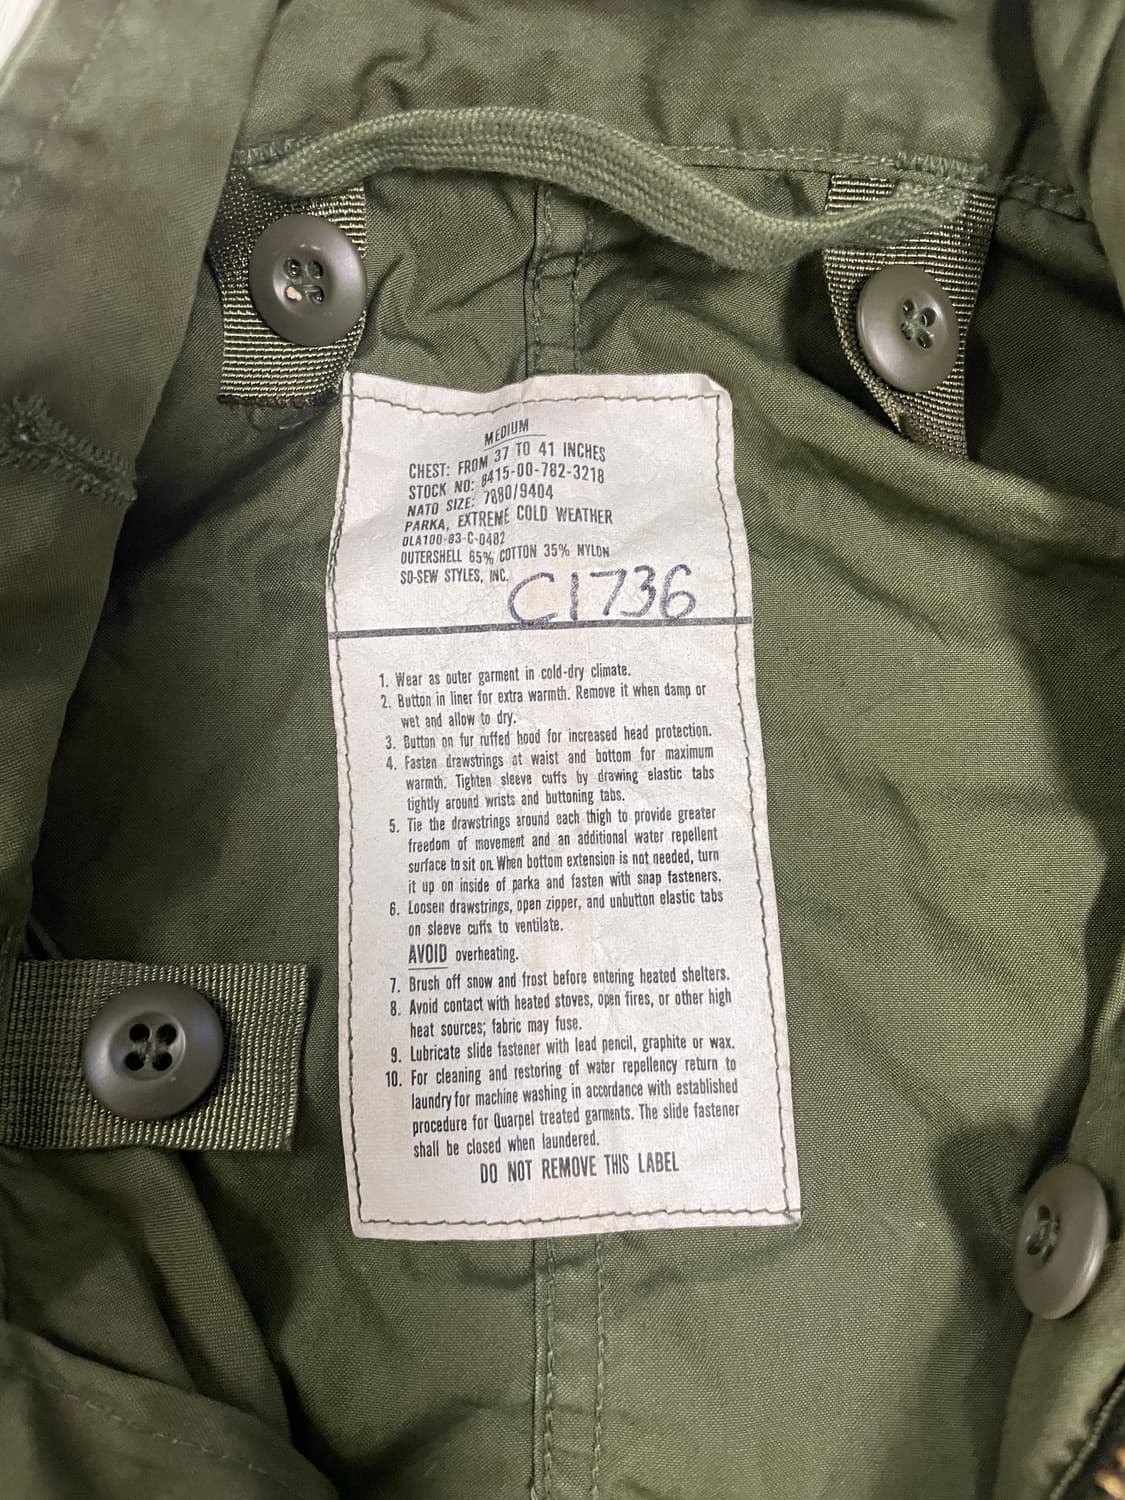 MEDIUM
CHEST: FROM 37 TO 41 INCHES
STOCK NO: 8415-00-782-3218
NATO SIZE: 7880/9404
PARKA, EXTREME COLD WEATHER
DLA100-83-C-0482
OUTERSHELL 65% COTTON 35% NYLON
SO-SEW STYLES, INC.
C1736
1. Wear as outer garment in cold-dry climate.
2. Button in liner for extra warmth. Remove it when damp or
wet and allow to dry.
3. Button on fur ruffed hood for increased head protection.
4. Fasten drawstrings at waist and bottom for maximum
warmth. Tighten sleeve cuffs by drawing elastic tabs
tightly around wrists and buttoning tabs.
5. Tie the drawstrings around each thigh to provide greater
freedom of movement and an additional water repellent
surface to sit on. When bottom extension is not needed, turn
it up on inside of parka and fasten with snap fasteners.
6. Loosen drawstrings, open zipper, and unbutton elastic tabs
on sleeve cuffs to ventilate.
AVOID overheating.
7. Brush off snow and frost before entering heated shelters.
8. Avoid contact with heated stoves, open fires, or other high
heat sources; fabric may fuse.
9. Lubricate slide fastener with lead pencil, graphite or wax.
10. For cleaning and restoring of water repellency return to
laundry for machine washing in accordance with established
procedure for Quarpel treated garments. The slide fastener
shall be closed when laundered.
DO NOT REMOVE THIS LABEL